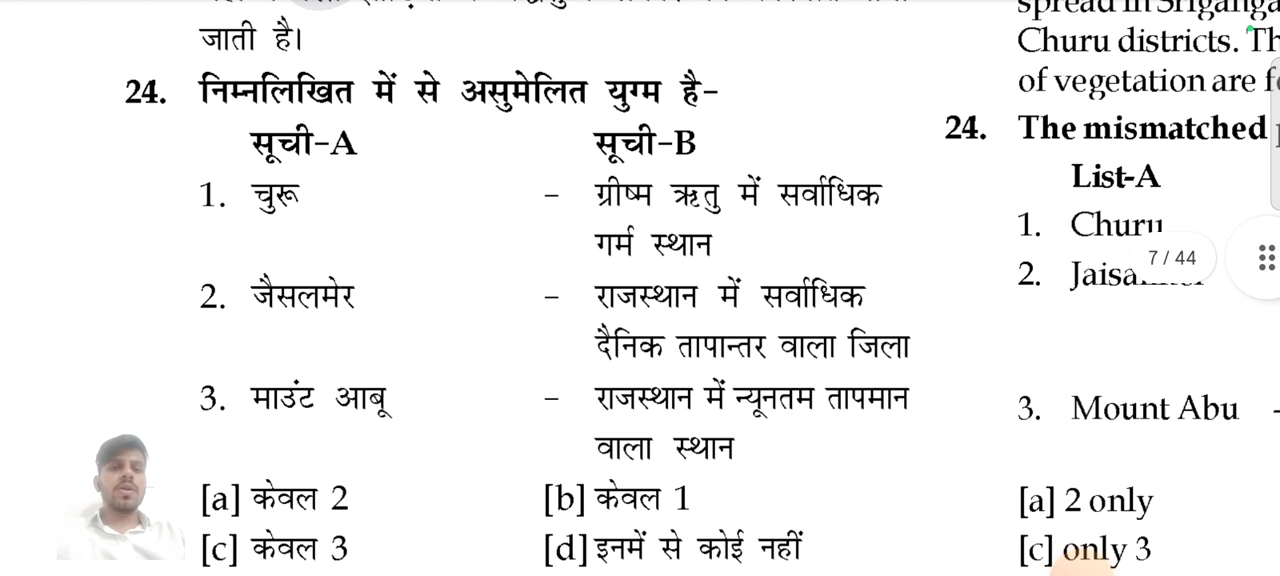 जाती है।
24. निम्नलिखित में से असुमेलित युग्म है-
सूची-A सूची-B
1. चुरू - ग्रीष्म ऋतु में सर्वाधिक
गर्म स्थान
2. जैसलमेर - राजस्थान में सर्वाधिक
दैनिक तापान्तर वाला जिला
3. माउंट आबू - राजस्थान में न्यूनतम तापमान
वाला स्थान
[a] केवल 2 [b] केवल 1
[c] केवल 3 [d] इनमें से कोई नहीं
spread in
Churu districts.
of vegetation are
24. The mismatched
List-A
1. Churu
2.
7 / 44
3. Mount Abu -
[a] 2 only
[c] only 3